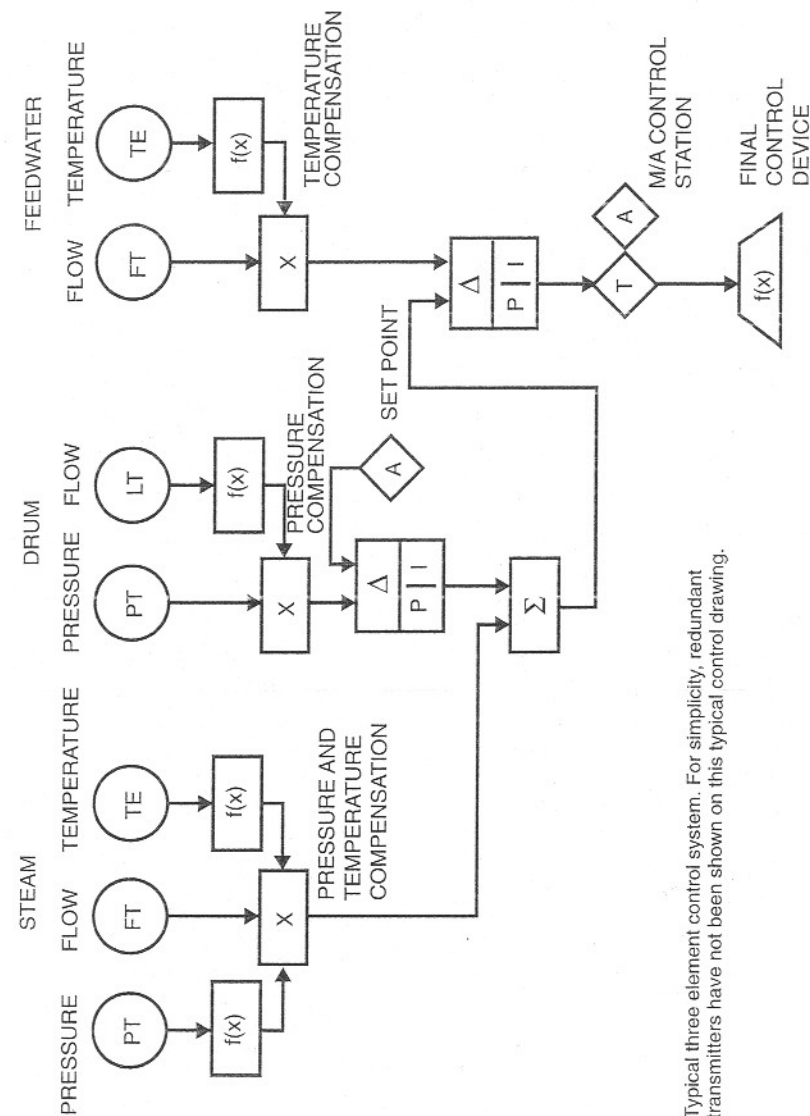 STEAM
DRUM
FEEDWATER
PRESSURE
FLOW
TEMPERATURE
PRESSURE
FLOW
FLOW
TEMPERATURE
PT
FT
TE
PT
LT
FT
TE
f(x)
f(x)
f(x)
f(x)
X
X
X
PRESSURE AND
TEMPERATURE
COMPENSATION
PRESSURE
COMPENSATION
TEMPERATURE
COMPENSATION
Δ
P I
A
SET POINT
Σ
Δ
P I
T
A
M/A CONTROL
STATION
f(x)
FINAL
CONTROL
DEVICE
Typical three element control system. For simplicity, redundant
transmitters have not been shown on this typical control drawing.